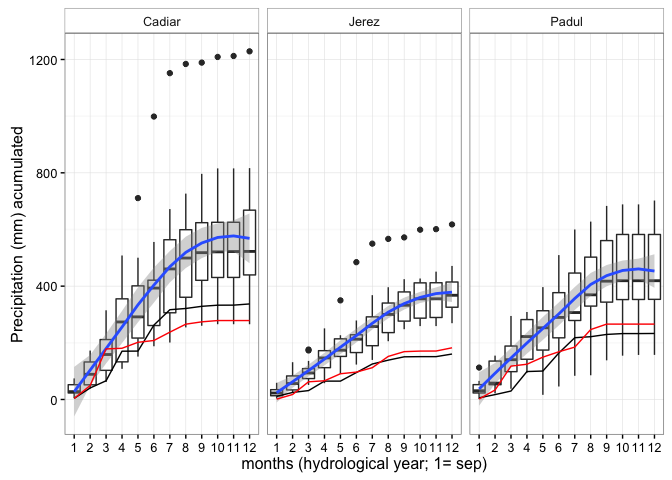 Cadiar Jerez Padul
Precipitation (mm) acumulated
1200
800
400
0
1 2 3 4 5 6 7 8 9 10 11 12 1 2 3 4 5 6 7 8 9 10 11 12 1 2 3 4 5 6 7 8 9 10 11 12
months (hydrological year; 1= sep)